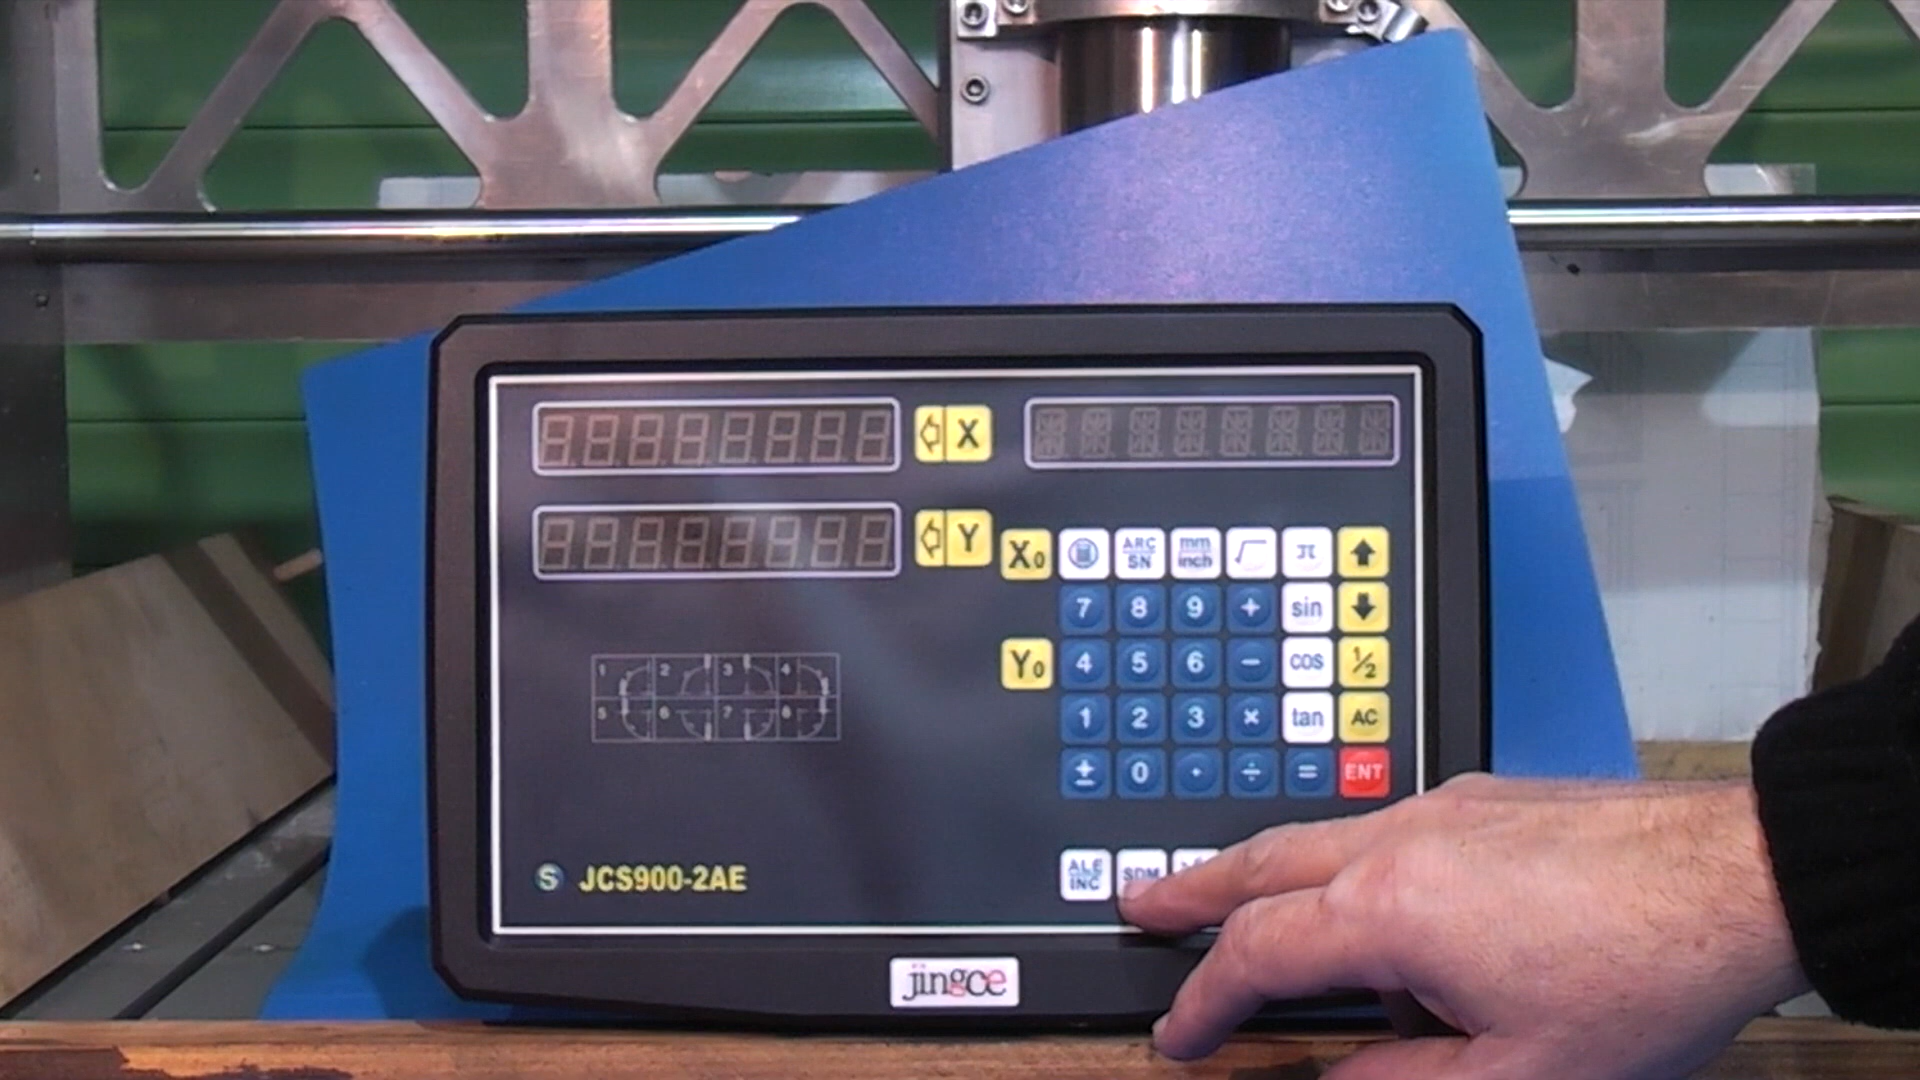 X
Y
X0
ARC
SN
mm
inch
√
π
7 8 9 + sin
Y0
4 5 6 - cos 1/2
1 2 3 × tan AC
± 0 · ÷ = ENT
1 2 3 4
5 6 7 8
ALE
INC
SDM
S JCS900-2AE
jingce